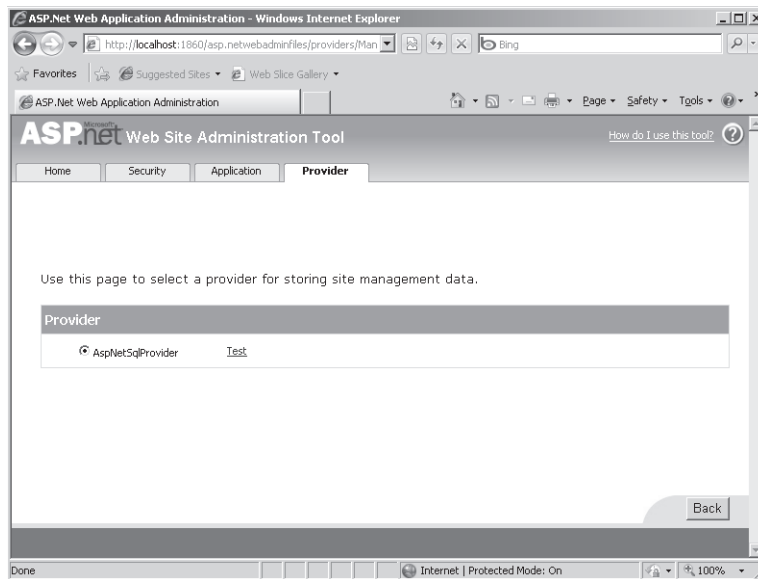 ASP.Net Web Application Administration - Windows Internet Explorer
http://localhost:1860/asp.netwebadminfiles/providers/Man
Bing
Favorites
Suggested Sites
Web Slice Gallery
ASP.Net Web Application Administration
Page
Safety
Tools
Microsoft
ASP.net Web Site Administration Tool
How do I use this tool?
Home
Security
Application
Provider
Use this page to select a provider for storing site management data.
Provider
AspNetSqlProvider
Test
Back
Done
Internet | Protected Mode: On
100%